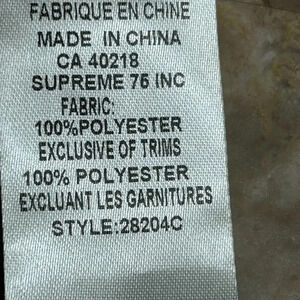 FABRIQUE EN CHINE
MADE IN CHINA
CA 40218
SUPREME 75 INC
FABRIC:
100%POLYESTER
EXCLUSIVE OF TRIMS
100% POLYESTER
EXCLUANT LES GARNITURES
STYLE:28204C